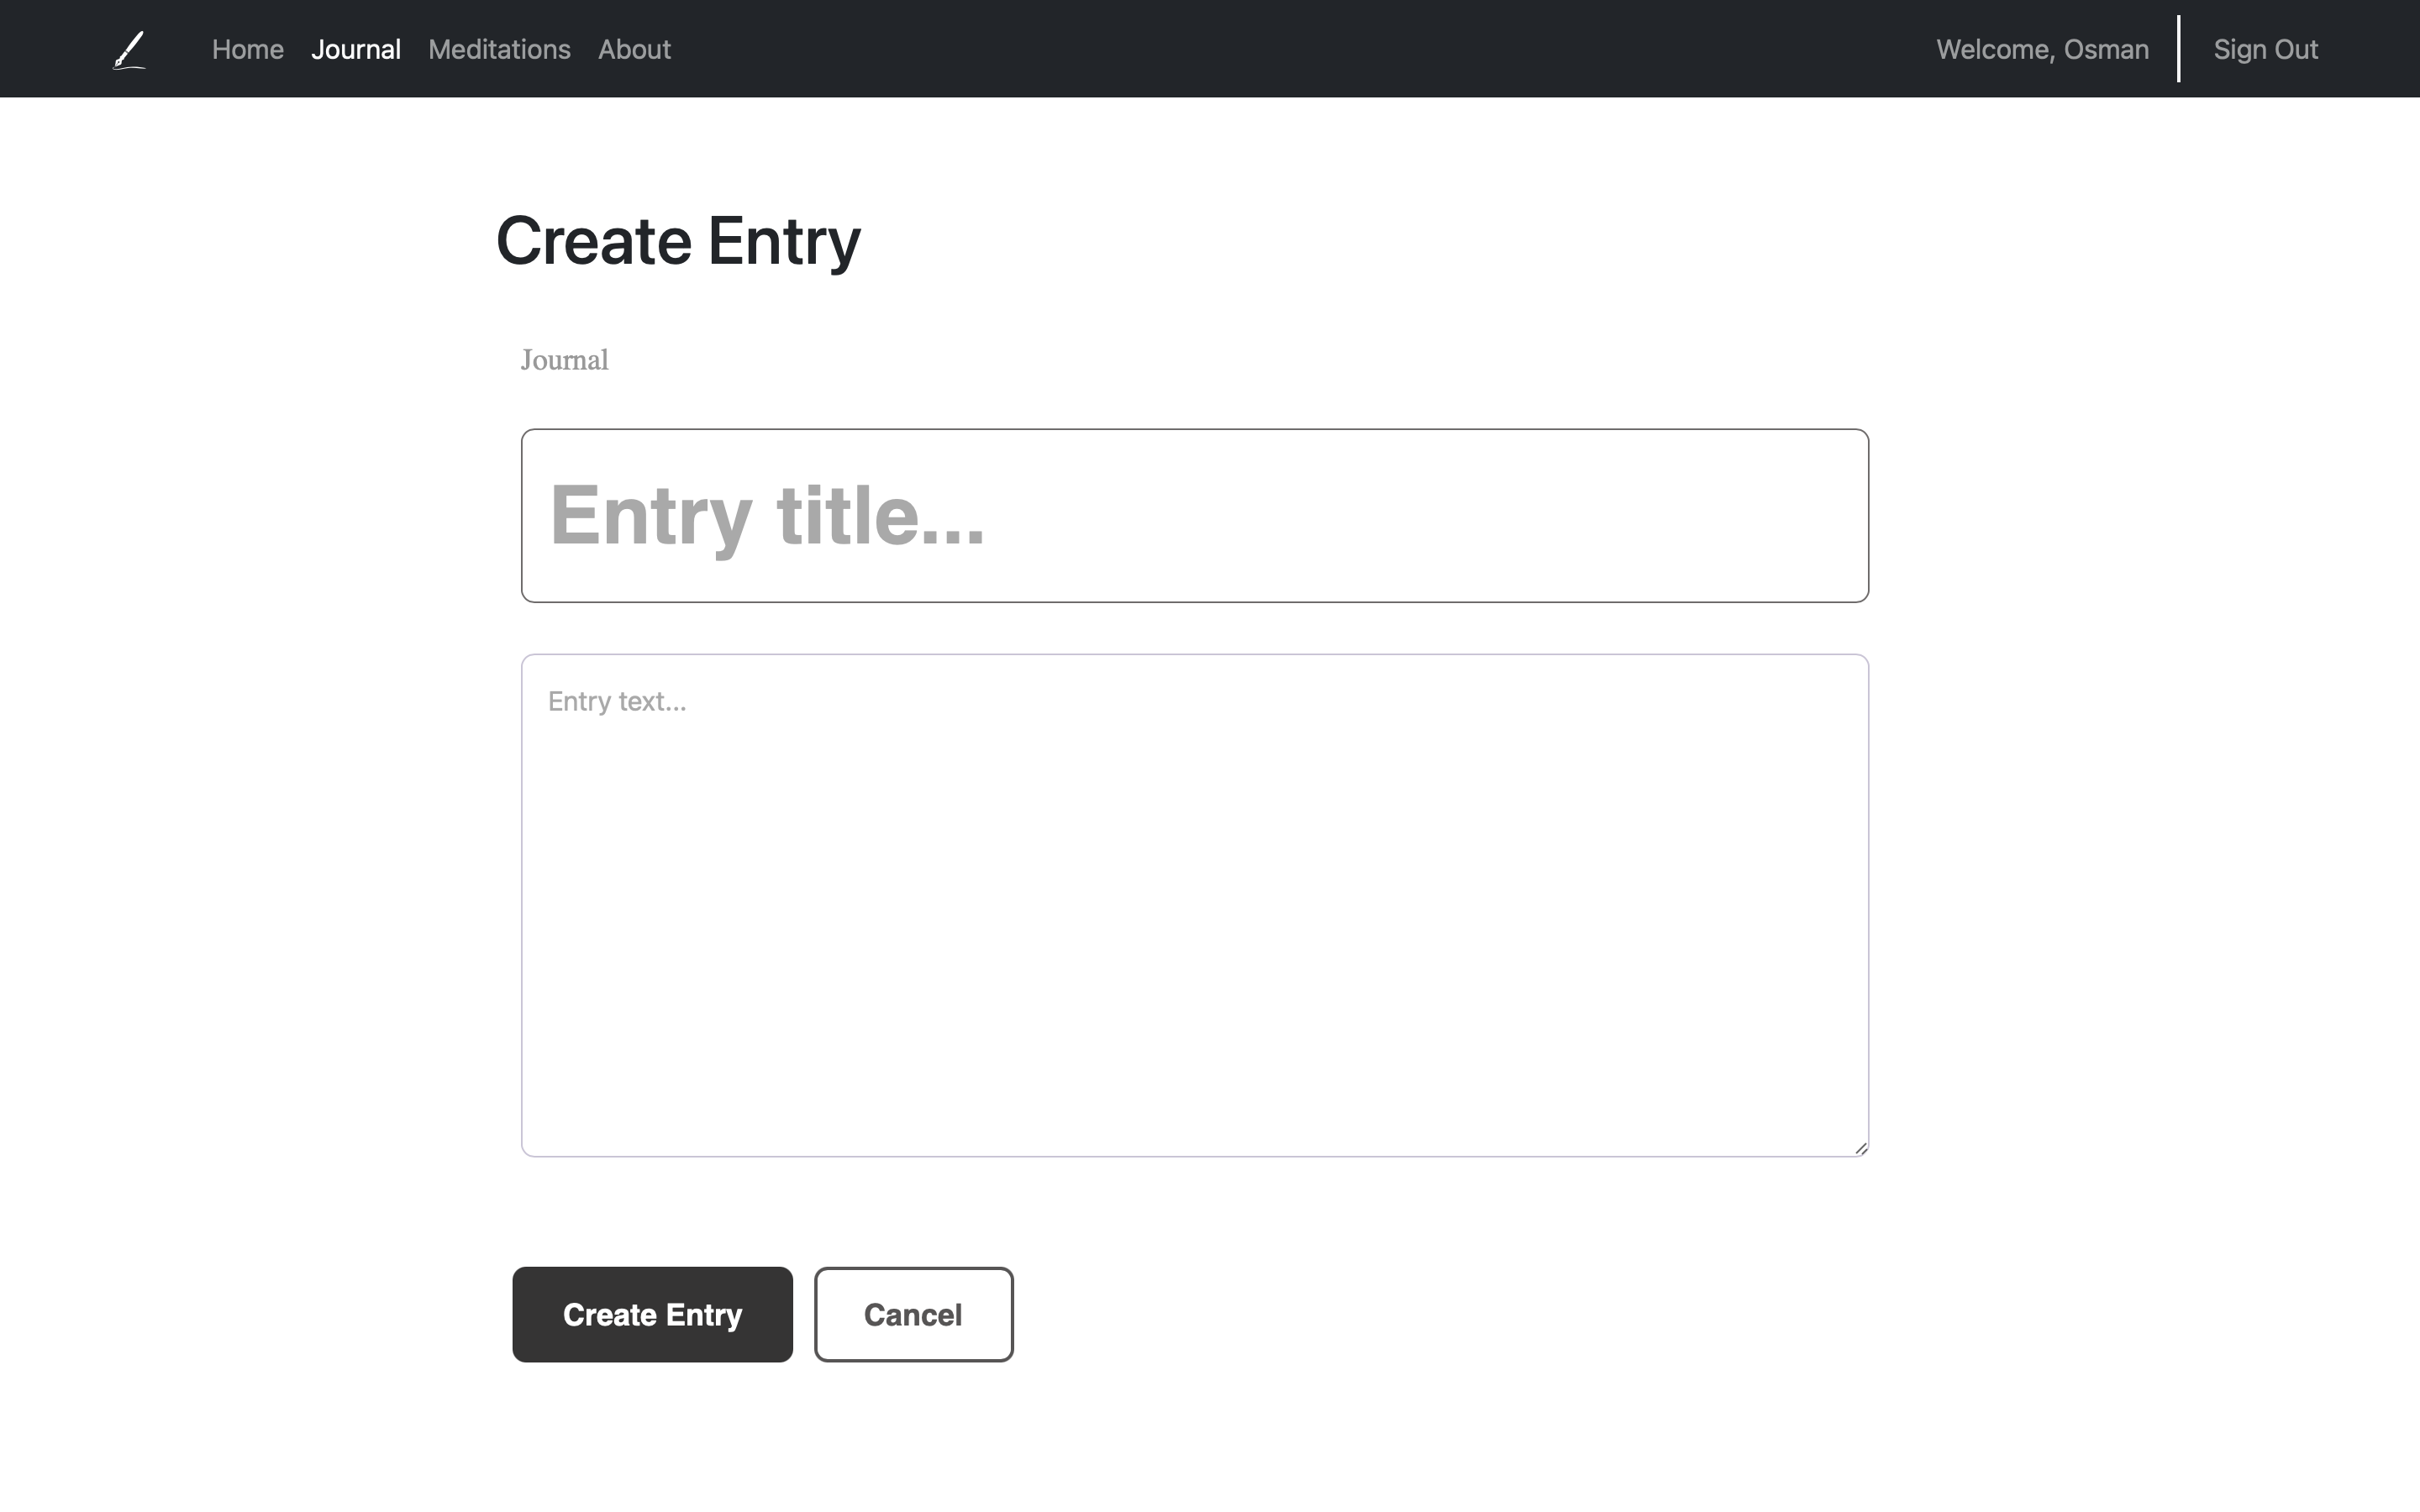 Home Journal Meditations About Welcome, Osman Sign Out
Create Entry
Journal
Entry title...
Entry text...
Create Entry Cancel